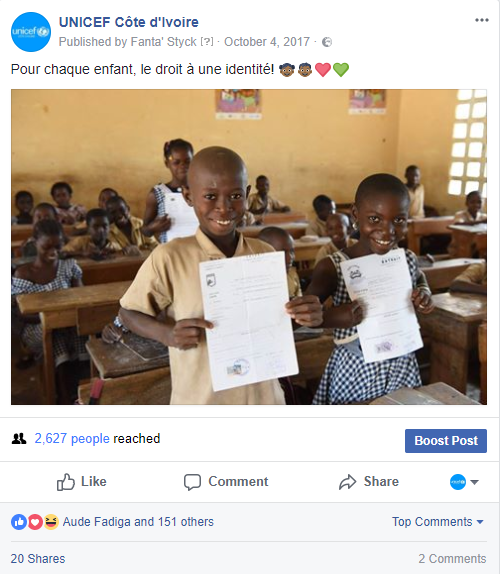 unicef
UNICEF Côte d'Ivoire
Published by Fanta' Styck [?] · October 4, 2017 ·
Pour chaque enfant, le droit à une identité! 👧🏾👦🏾❤️💚
2,627 people reached
Boost Post
Like
Comment
Share
unicef
Aude Fadiga and 151 others
Top Comments
20 Shares
2 Comments